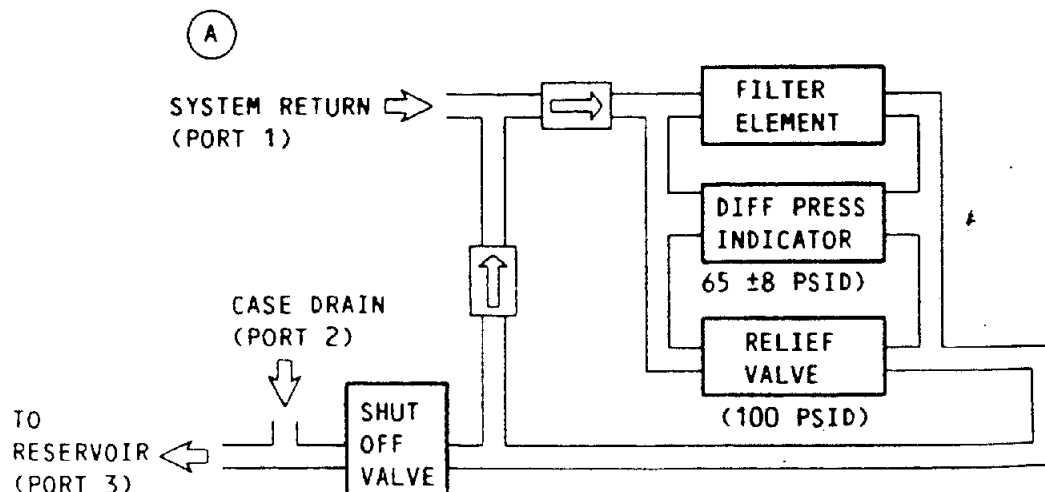 A
SYSTEM RETURN
(PORT 1)
FILTER
ELEMENT
DIFF PRESS
INDICATOR
65 ±8 PSID)
CASE DRAIN
(PORT 2)
RELIEF
VALVE
(100 PSID)
TO
RESERVOIR
(PORT 3)
SHUT
OFF
VALVE